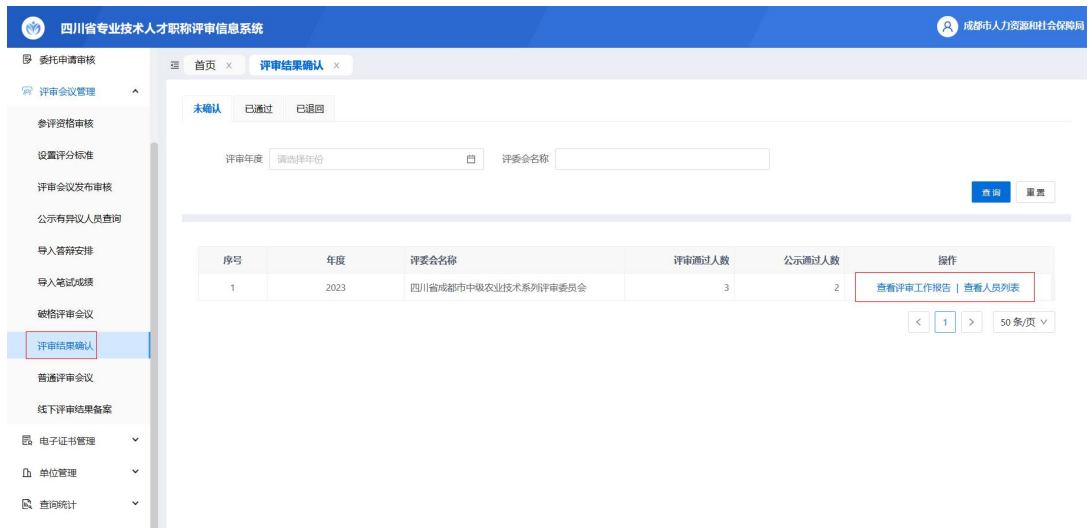 四川省专业技术人才职称评审信息系统
成都市人力资源和社会保障局
委托申请审核
首页 × 评审结果确认 ×
评审会议管理
未确认 已通过 已退回
参评资格审核
设置评分标准
评审年度 请选择年份 评委会名称
评审会议发布审核
查询 重置
公示有异议人员查询
导入答辩安排
序号 年度 评委会名称 评审通过人数 公示通过人数 操作
导入笔试成绩
1 2023 四川省成都市中级农业技术系列评审委员会 3 2 查看评审工作报告 | 查看人员列表
破格评审会议
< 1 > 50 条/页
评审结果确认
普通评审会议
线下评审结果备案
电子证书管理
单位管理
查询统计